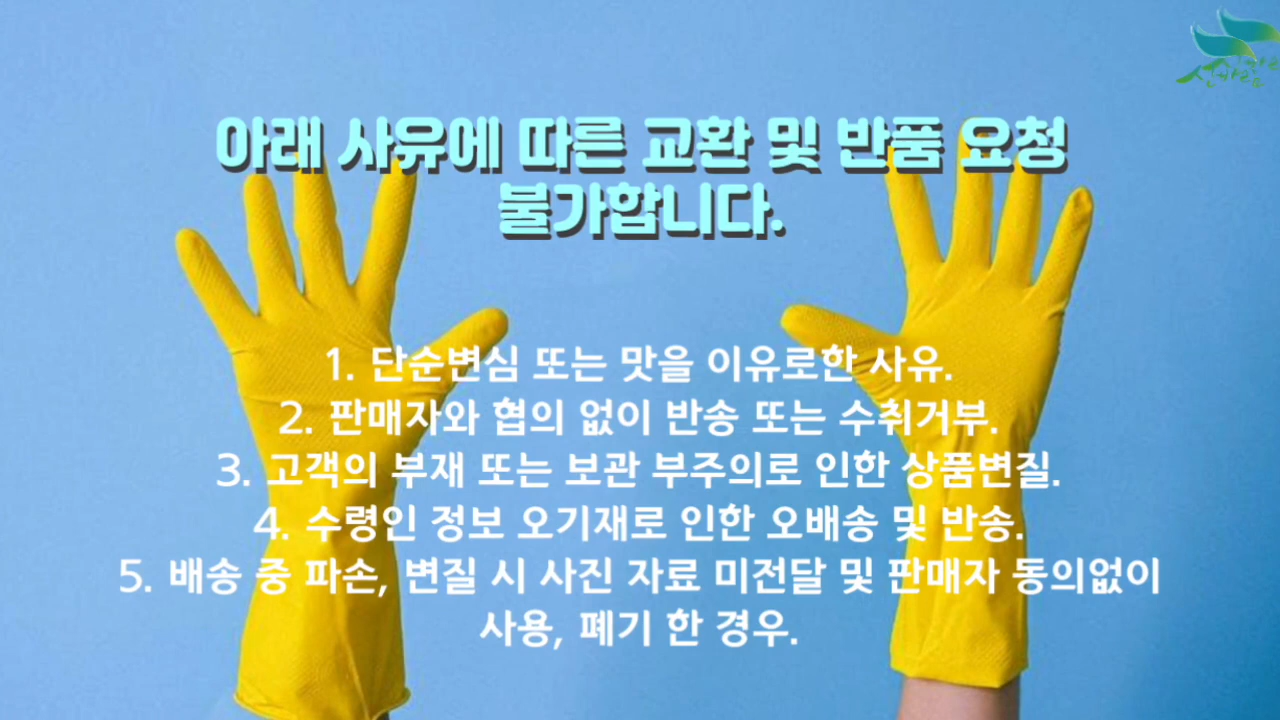 아래 사유에 따른 교환 및 반품 요청
불가합니다.
1. 단순변심 또는 맛을 이유로한 사유.
2. 판매자와 협의 없이 반송 또는 수취거부.
3. 고객의 부재 또는 보관 부주의로 인한 상품변질.
4. 수령인 정보 오기재로 인한 오배송 및 반송.
5. 배송 중 파손, 변질 시 사진 자료 미전달 및 판매자 동의없이
사용, 폐기 한 경우.